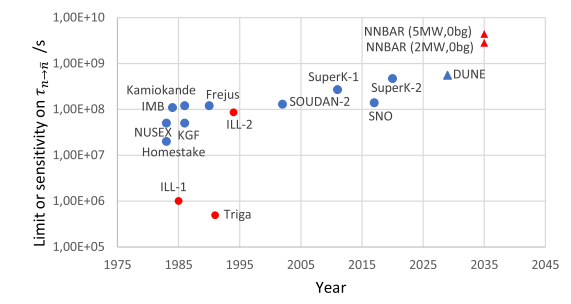 Limit or sensitivity on τn→n̄ /s
1,00E+10
1,00E+09
1,00E+08
1,00E+07
1,00E+06
1,00E+05
NNBAR (5MW,0bg)
NNBAR (2MW,0bg)
SuperK-1
SuperK-2
DUNE
Kamiokande
Frejus
IMB
SOUDAN-2
SNO
ILL-2
NUSEX
KGF
Homestake
ILL-1
Triga
1975
1985
1995
2005
2015
2025
2035
2045
Year